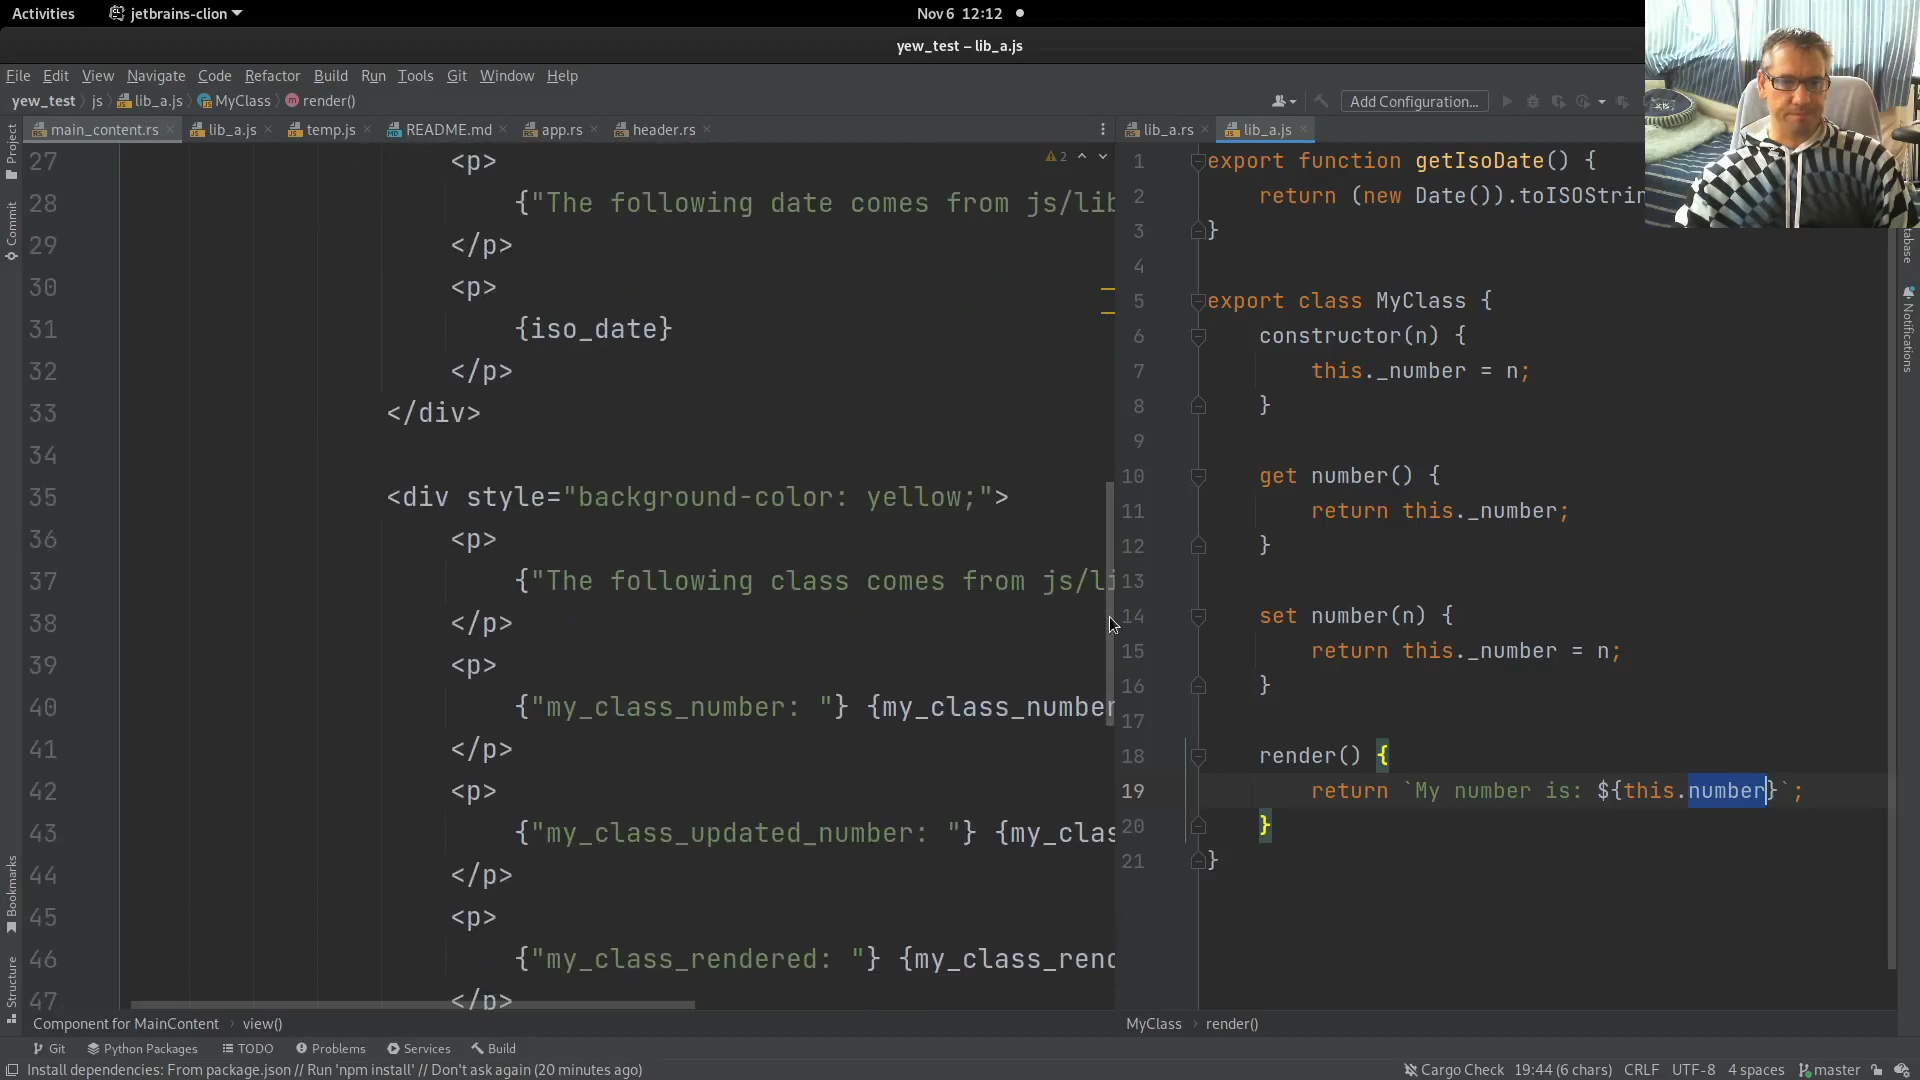 Activities
jetbrains-clion
Nov 6 12:12
yew_test – lib_a.js
File Edit View Navigate Code Refactor Build Run Tools Git Window Help
yew_test js lib_a.js MyClass render()
Add Configuration...
main_content.rs lib_a.js temp.js README.md app.rs header.rs
lib_a.rs lib_a.js
Project
Commit
Bookmarks
Structure
2
27 <p>
28 {"The following date comes from js/lib
29 </p>
30 <p>
31 {iso_date}
32 </p>
33 </div>
34
35 <div style="background-color: yellow;">
36 <p>
37 {"The following class comes from js/li
38 </p>
39 <p>
40 {"my_class_number: "} {my_class_number
41 </p>
42 <p>
43 {"my_class_updated_number: "} {my_clas
44 </p>
45 <p>
46 {"my_class_rendered: "} {my_class_rend
47 </p>
1 export function getIsoDate() {
2 return (new Date()).toISOStrin
3 }
4
5 export class MyClass {
6 constructor(n) {
7 this._number = n;
8 }
9
10 get number() {
11 return this._number;
12 }
13
14 set number(n) {
15 return this._number = n;
16 }
17
18 render() {
19 return `My number is: ${this.number}`;
20 }
21 }
tabase
Notifications
Component for MainContent view()
MyClass render()
Git Python Packages TODO Problems Services Build
Install dependencies: From package.json // Run 'npm install' // Don't ask again (20 minutes ago)
Cargo Check 19:44 (6 chars) CRLF UTF-8 4 spaces master